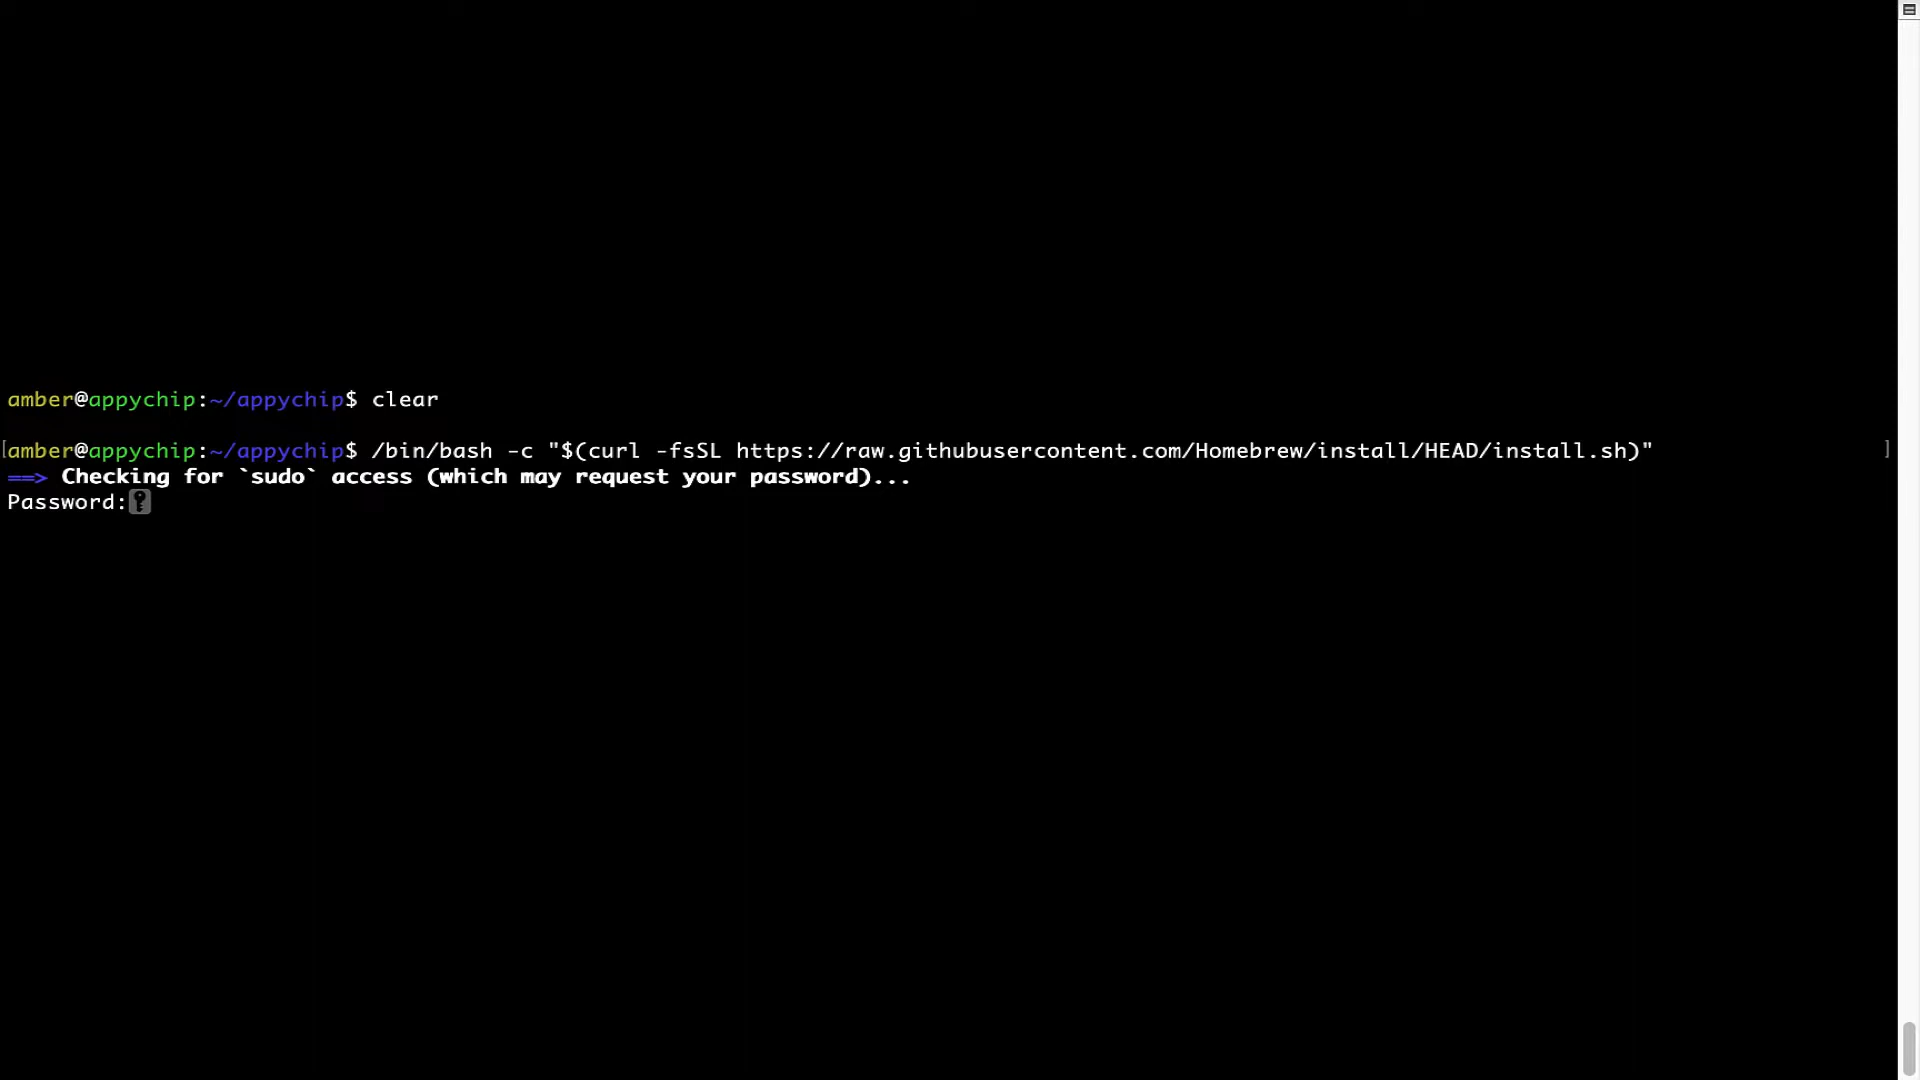 amber@appychip:~/appychip$ clear
[amber@appychip:~/appychip$ /bin/bash -c "$(curl -fsSL https://raw.githubusercontent.com/Homebrew/install/HEAD/install.sh)" ]
==> Checking for `sudo` access (which may request your password)...
Password: